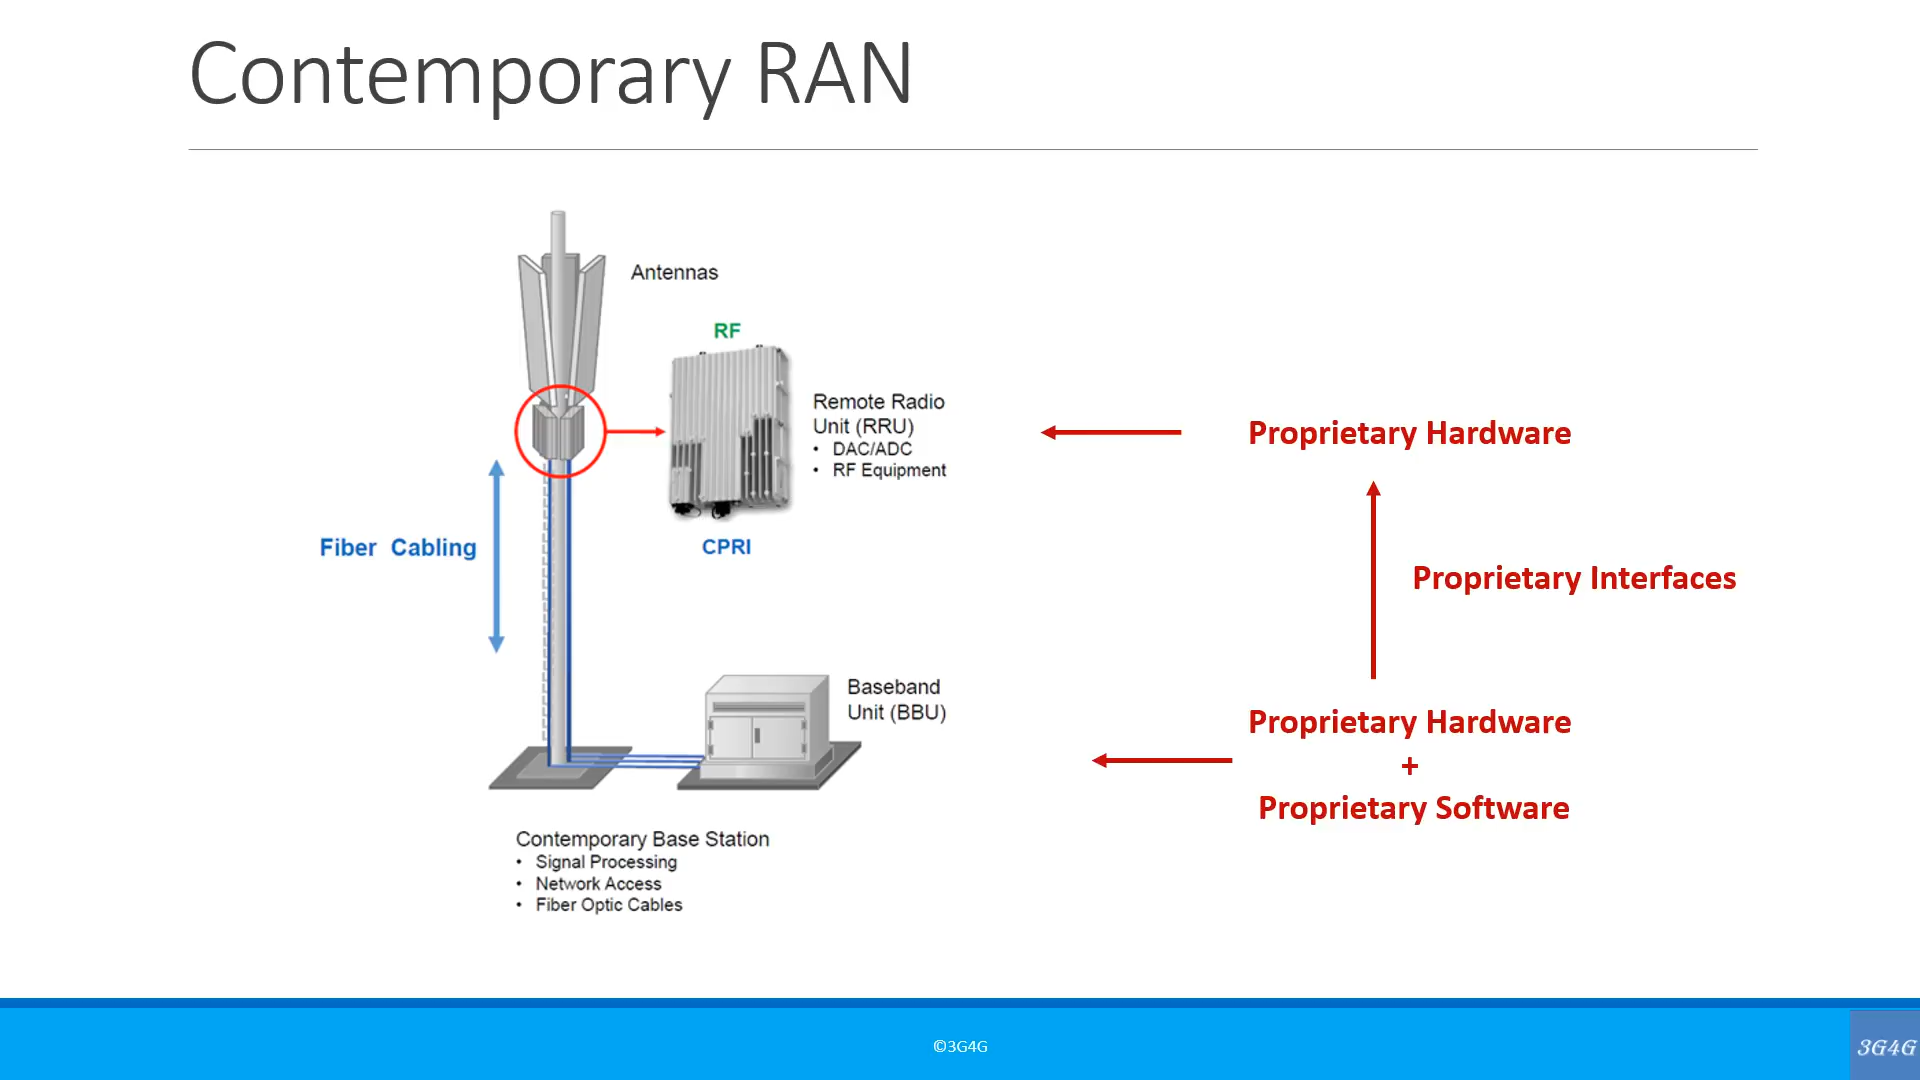 Contemporary RAN
Antennas
RF
Remote Radio
Unit (RRU)
• DAC/ADC
• RF Equipment
Proprietary Hardware
Fiber Cabling
CPRI
Proprietary Interfaces
Baseband
Unit (BBU)
Proprietary Hardware
+
Proprietary Software
Contemporary Base Station
• Signal Processing
• Network Access
• Fiber Optic Cables
©3G4G
3G4G